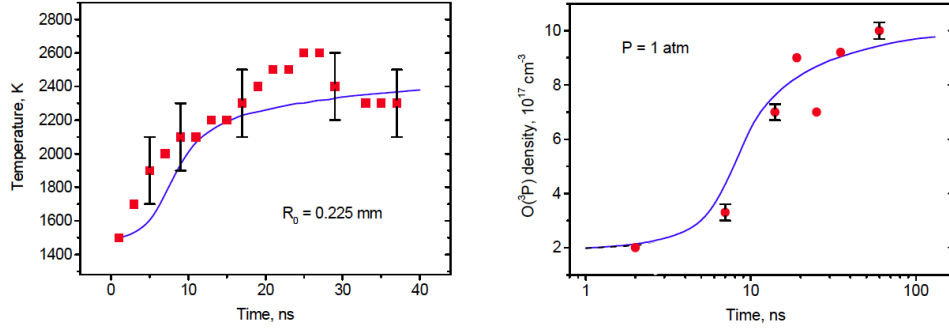 2800
2600
2400
2200
2000
1800
1600
1400
Temperature, K
R₀ = 0.225 mm
0 10 20 30 40
Time, ns
10
8
6
4
2
O(³P) density, 10¹⁷ cm⁻³
P = 1 atm
1 10 100
Time, ns